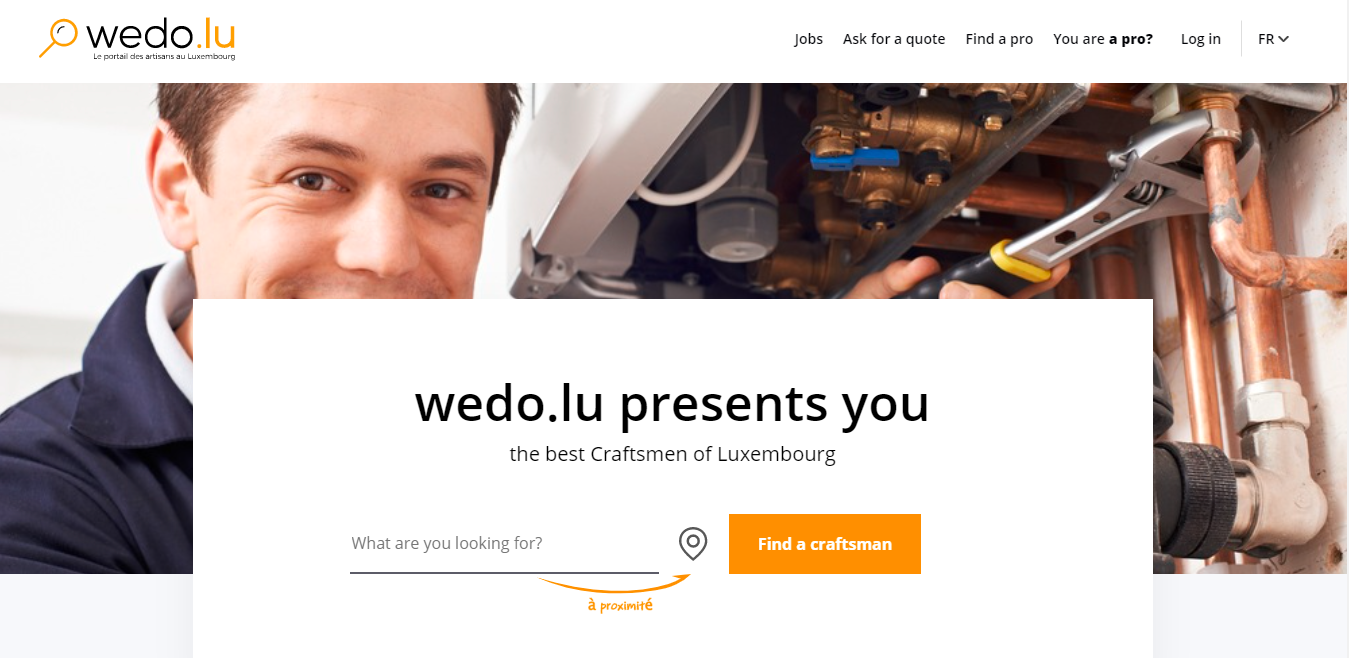 wedo.lu
Le portail des artisans au Luxembourg
Jobs Ask for a quote Find a pro You are a pro? Log in FR
wedo.lu presents you
the best Craftsmen of Luxembourg
What are you looking for? Find a craftsman
à proximité